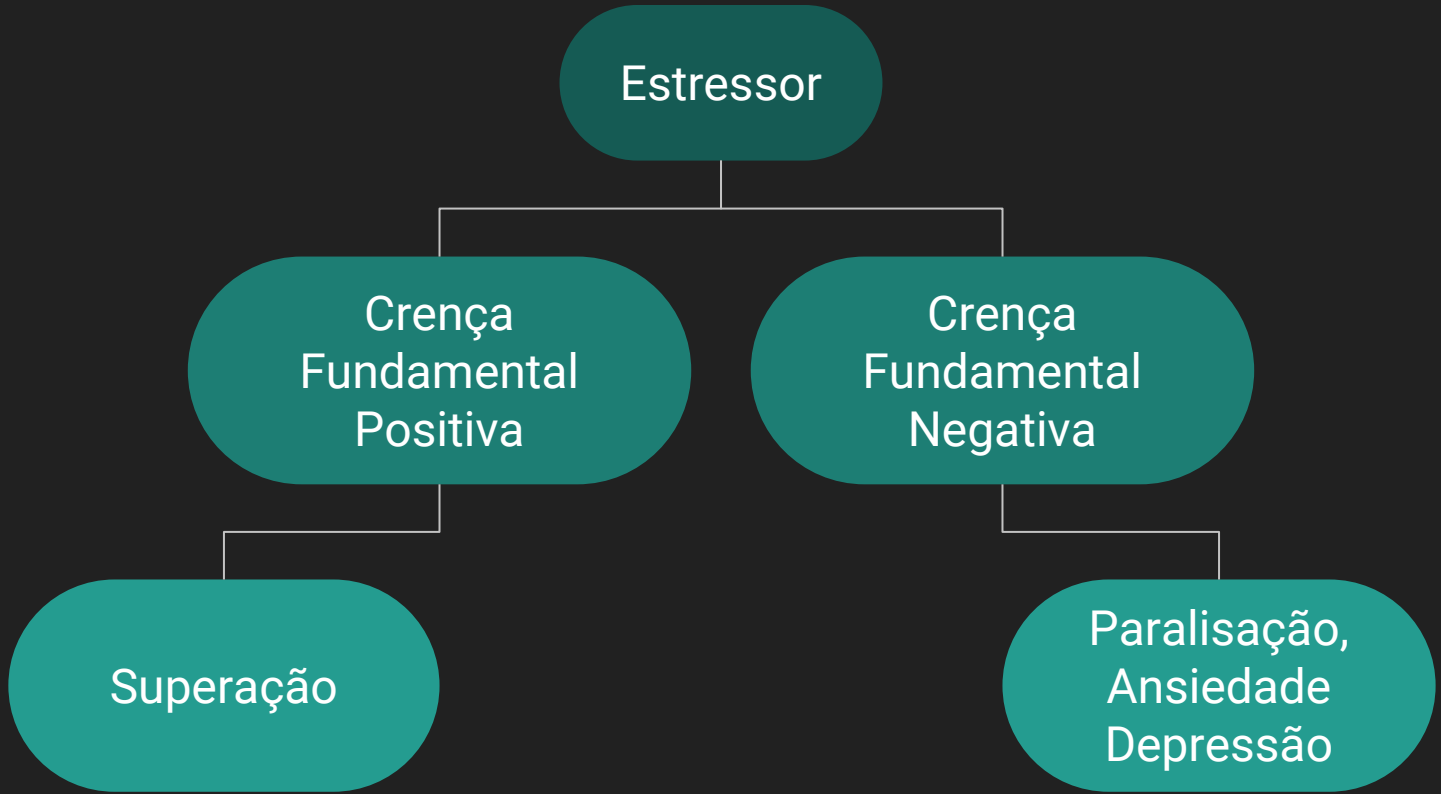 Estressor
Crença
Fundamental
Positiva
Crença
Fundamental
Negativa
Superação
Paralisação,
Ansiedade
Depressão